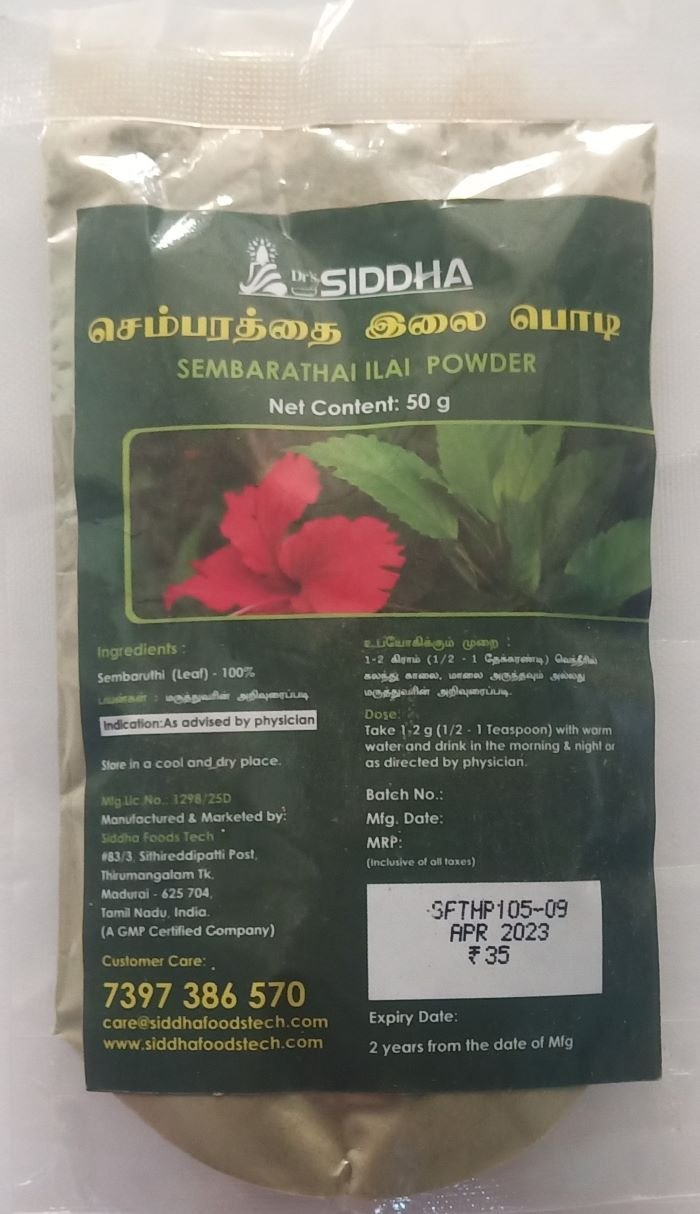 Dr's SIDDHA
செம்பரத்தை இலை பொடி
SEMBARATHAI ILAI POWDER
Net Content: 50 g
Ingredients :
Sembaruthi (Leaf) - 100%
பயன்கள் : மருத்துவரின் அறிவுரைப்படி
Indication:As advised by physician
Store in a cool and dry place.
Mfg.Lic.No.: 1298/25D
Manufactured & Marketed by:
Siddha Foods Tech
#83/3, Sithireddipatti Post,
Thirumangalam Tk,
Madurai - 625 704,
Tamil Nadu, India.
(A GMP Certified Company)
Customer Care:
7397 386 570
care@siddhafoodstech.com
www.siddhafoodstech.com
உபயோகிக்கும் முறை :
1-2 கிராம் (1/2 - 1 தேக்கரண்டி) வெந்நீரில்
கலந்து காலை, மாலை அருந்தவும் அல்லது
மருத்துவரின் அறிவுரைப்படி.
Dose:
Take 1-2 g (1/2 - 1 Teaspoon) with warm
water and drink in the morning & night or
as directed by physician.
Batch No.:
Mfg. Date:
MRP:
(Inclusive of all taxes)
SFTHP105-09
APR 2023
₹35
Expiry Date:
2 years from the date of Mfg